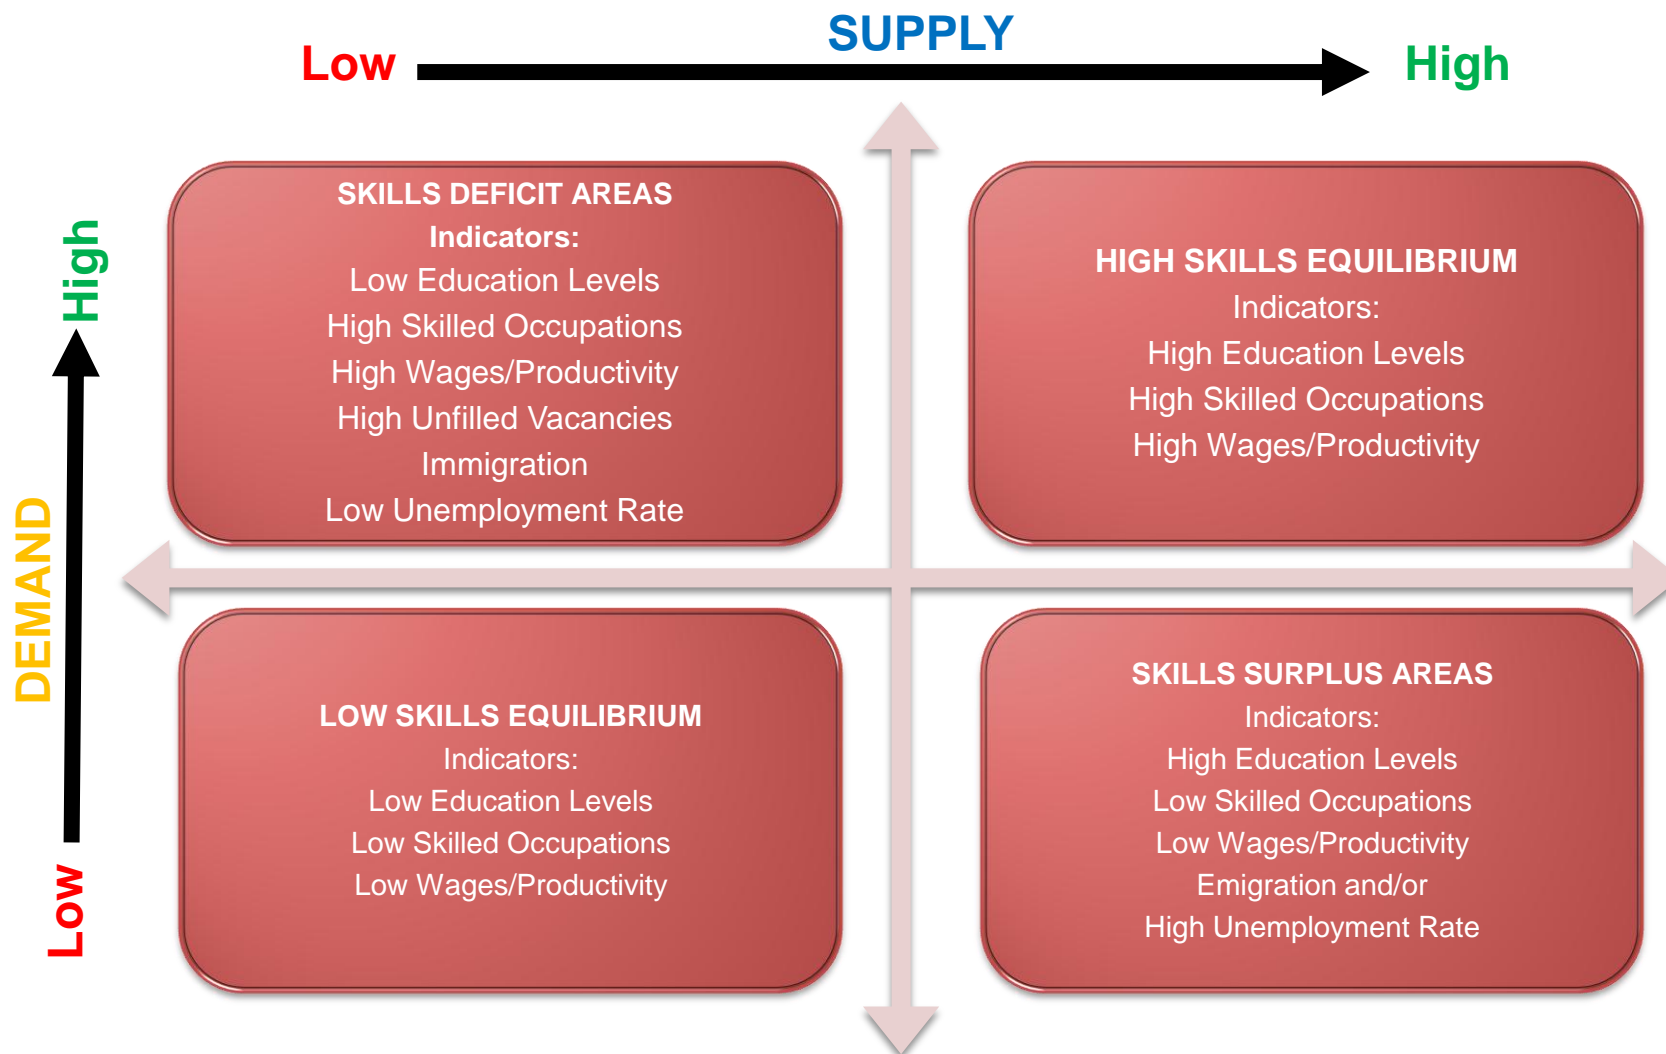 SUPPLY
Low
High
High
DEMAND
Low
SKILLS DEFICIT AREAS
Indicators:
Low Education Levels
High Skilled Occupations
High Wages/Productivity
High Unfilled Vacancies
Immigration
Low Unemployment Rate
HIGH SKILLS EQUILIBRIUM
Indicators:
High Education Levels
High Skilled Occupations
High Wages/Productivity
LOW SKILLS EQUILIBRIUM
Indicators:
Low Education Levels
Low Skilled Occupations
Low Wages/Productivity
SKILLS SURPLUS AREAS
Indicators:
High Education Levels
Low Skilled Occupations
Low Wages/Productivity
Emigration and/or
High Unemployment Rate